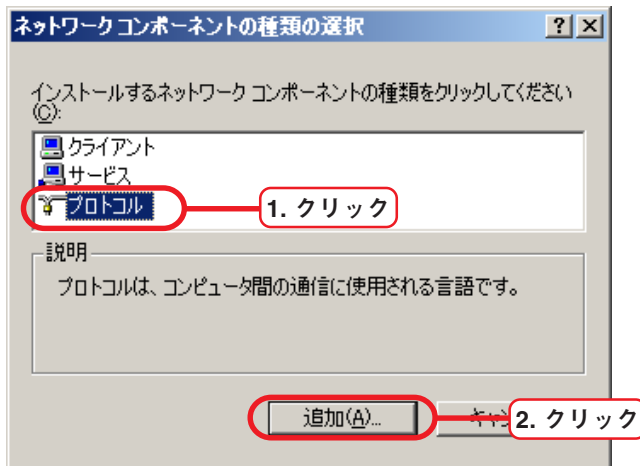 ネットワーク コンポーネントの種類の選択
インストールするネットワーク コンポーネントの種類をクリックしてください
(C):
クライアント
サービス
プロトコル
1. クリック
説明
プロトコルは、コンピュータ間の通信に使用される言語です。
追加(A)...
2. クリック